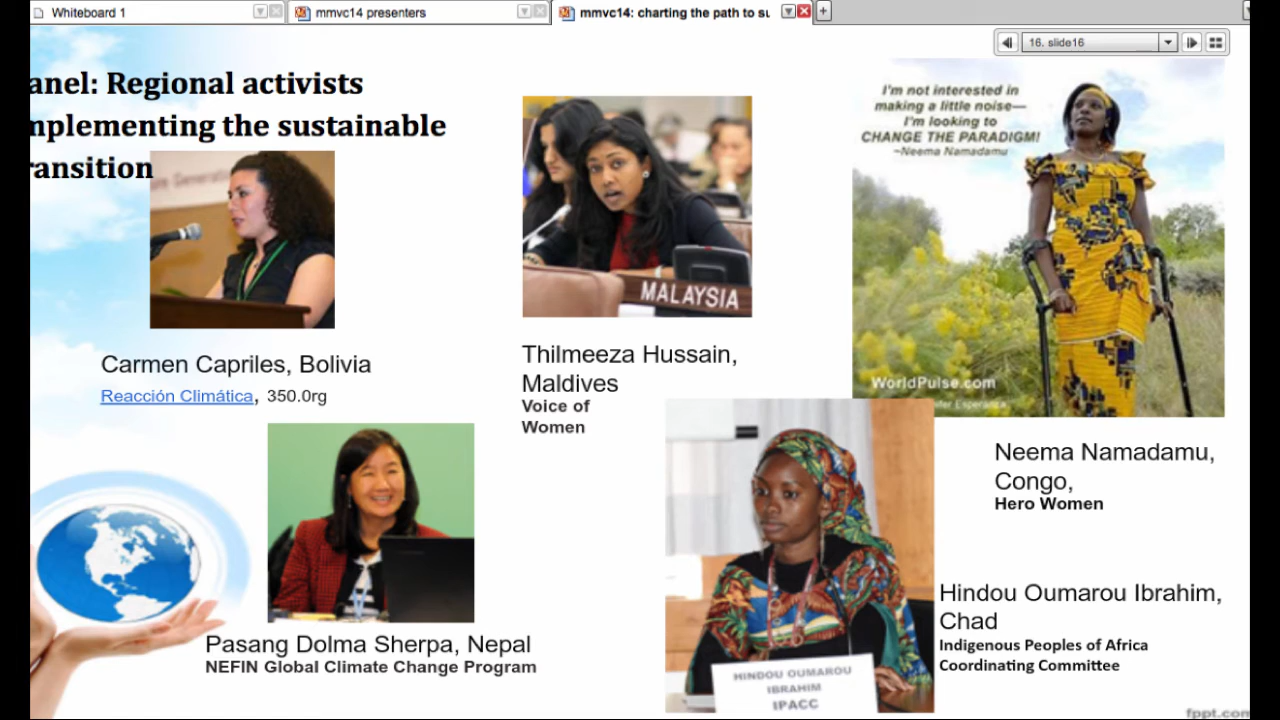 Whiteboard 1
mmvc14 presenters
mmvc14: charting the path to su
16. slide16
anel: Regional activists
mplementing the sustainable
ransition
I'm not interested in
making a little noise—
I'm looking to
CHANGE THE PARADIGM!
~Neema Namadamu
MALAYSIA
Carmen Capriles, Bolivia
Reacción Climática, 350.0rg
Thilmeeza Hussain,
Maldives
Voice of
Women
WorldPulse.com
Esperance
Neema Namadamu,
Congo,
Hero Women
Pasang Dolma Sherpa, Nepal
NEFIN Global Climate Change Program
Hindou Oumarou Ibrahim,
Chad
Indigenous Peoples of Africa
Coordinating Committee
HINDOU OUMAROU
IBRAHIM
IPACC
fppt.com